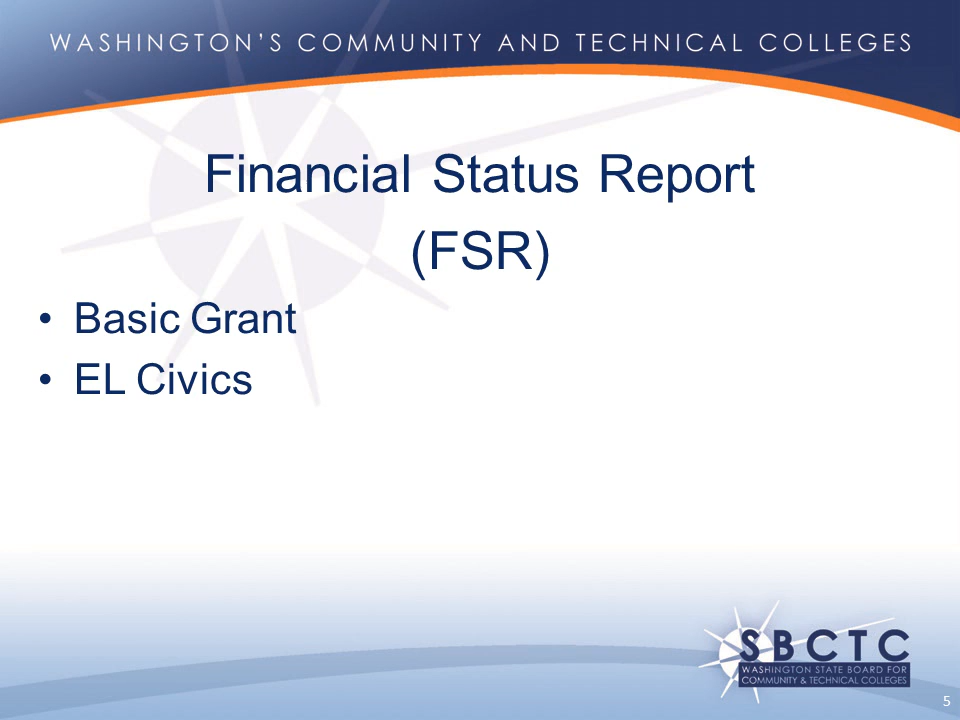 WASHINGTON'S COMMUNITY AND TECHNICAL COLLEGES
Financial Status Report
(FSR)
• Basic Grant
• EL Civics
SBCTC
WASHINGTON STATE BOARD FOR
COMMUNITY & TECHNICAL COLLEGES
5